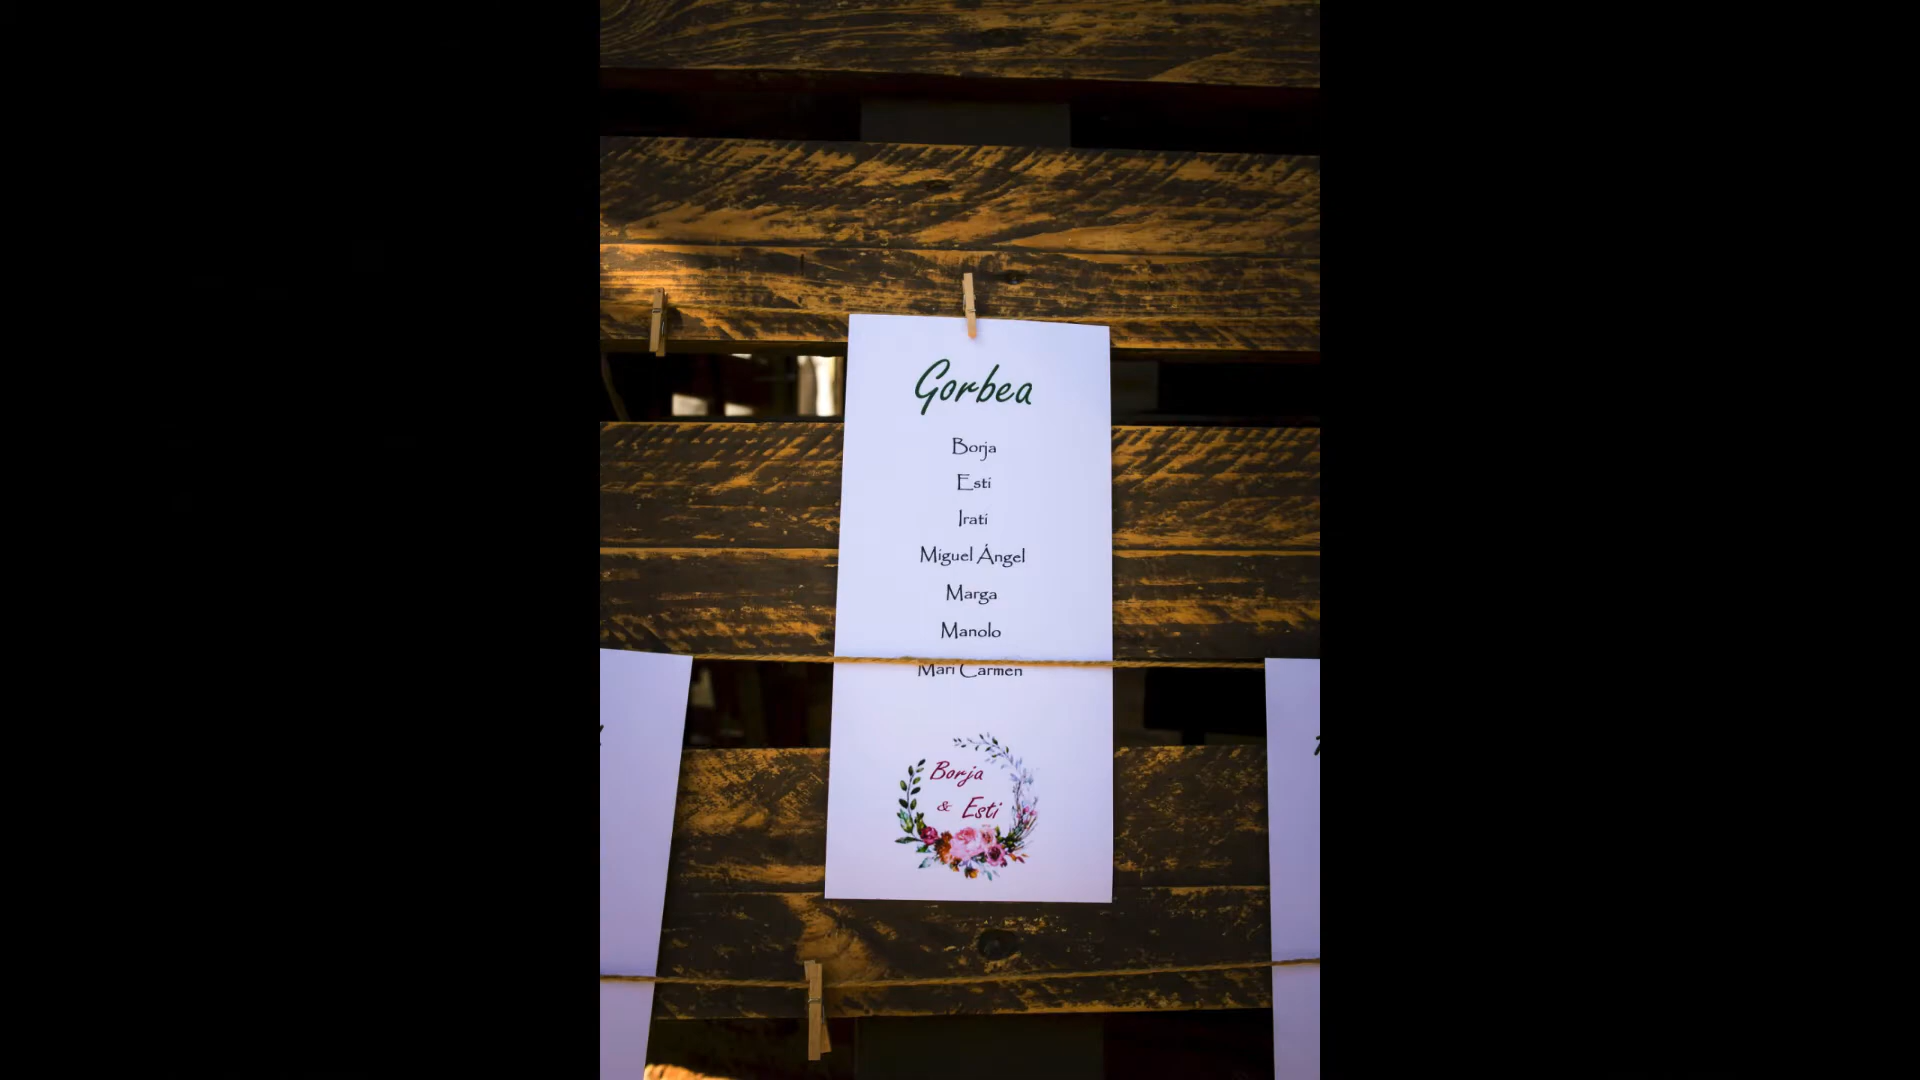 Gorbea
Borja
Esti
Irati
Miguel Ángel
Marga
Manolo
Mari Carmen
Borja
& Esti